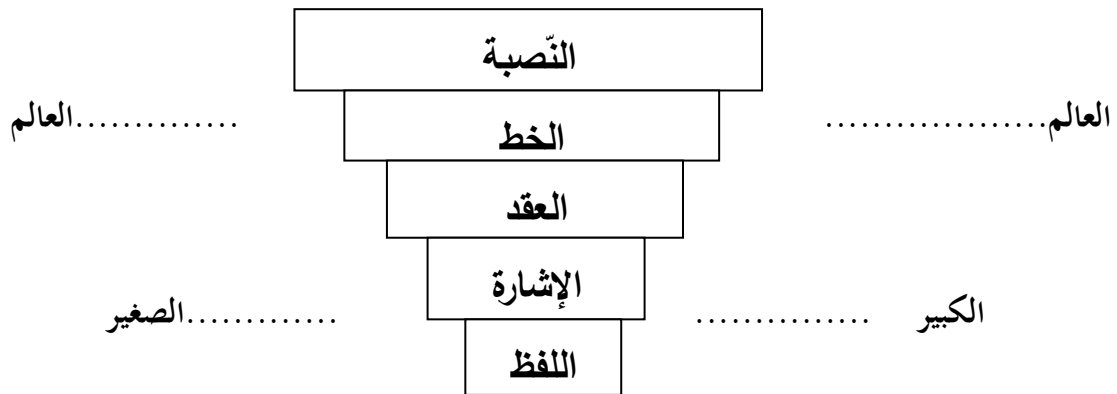 النّصبة
العالم.................. الخط ..............العالم
العقد
الإشارة
الكبير ............... .............الصغير
اللفظ